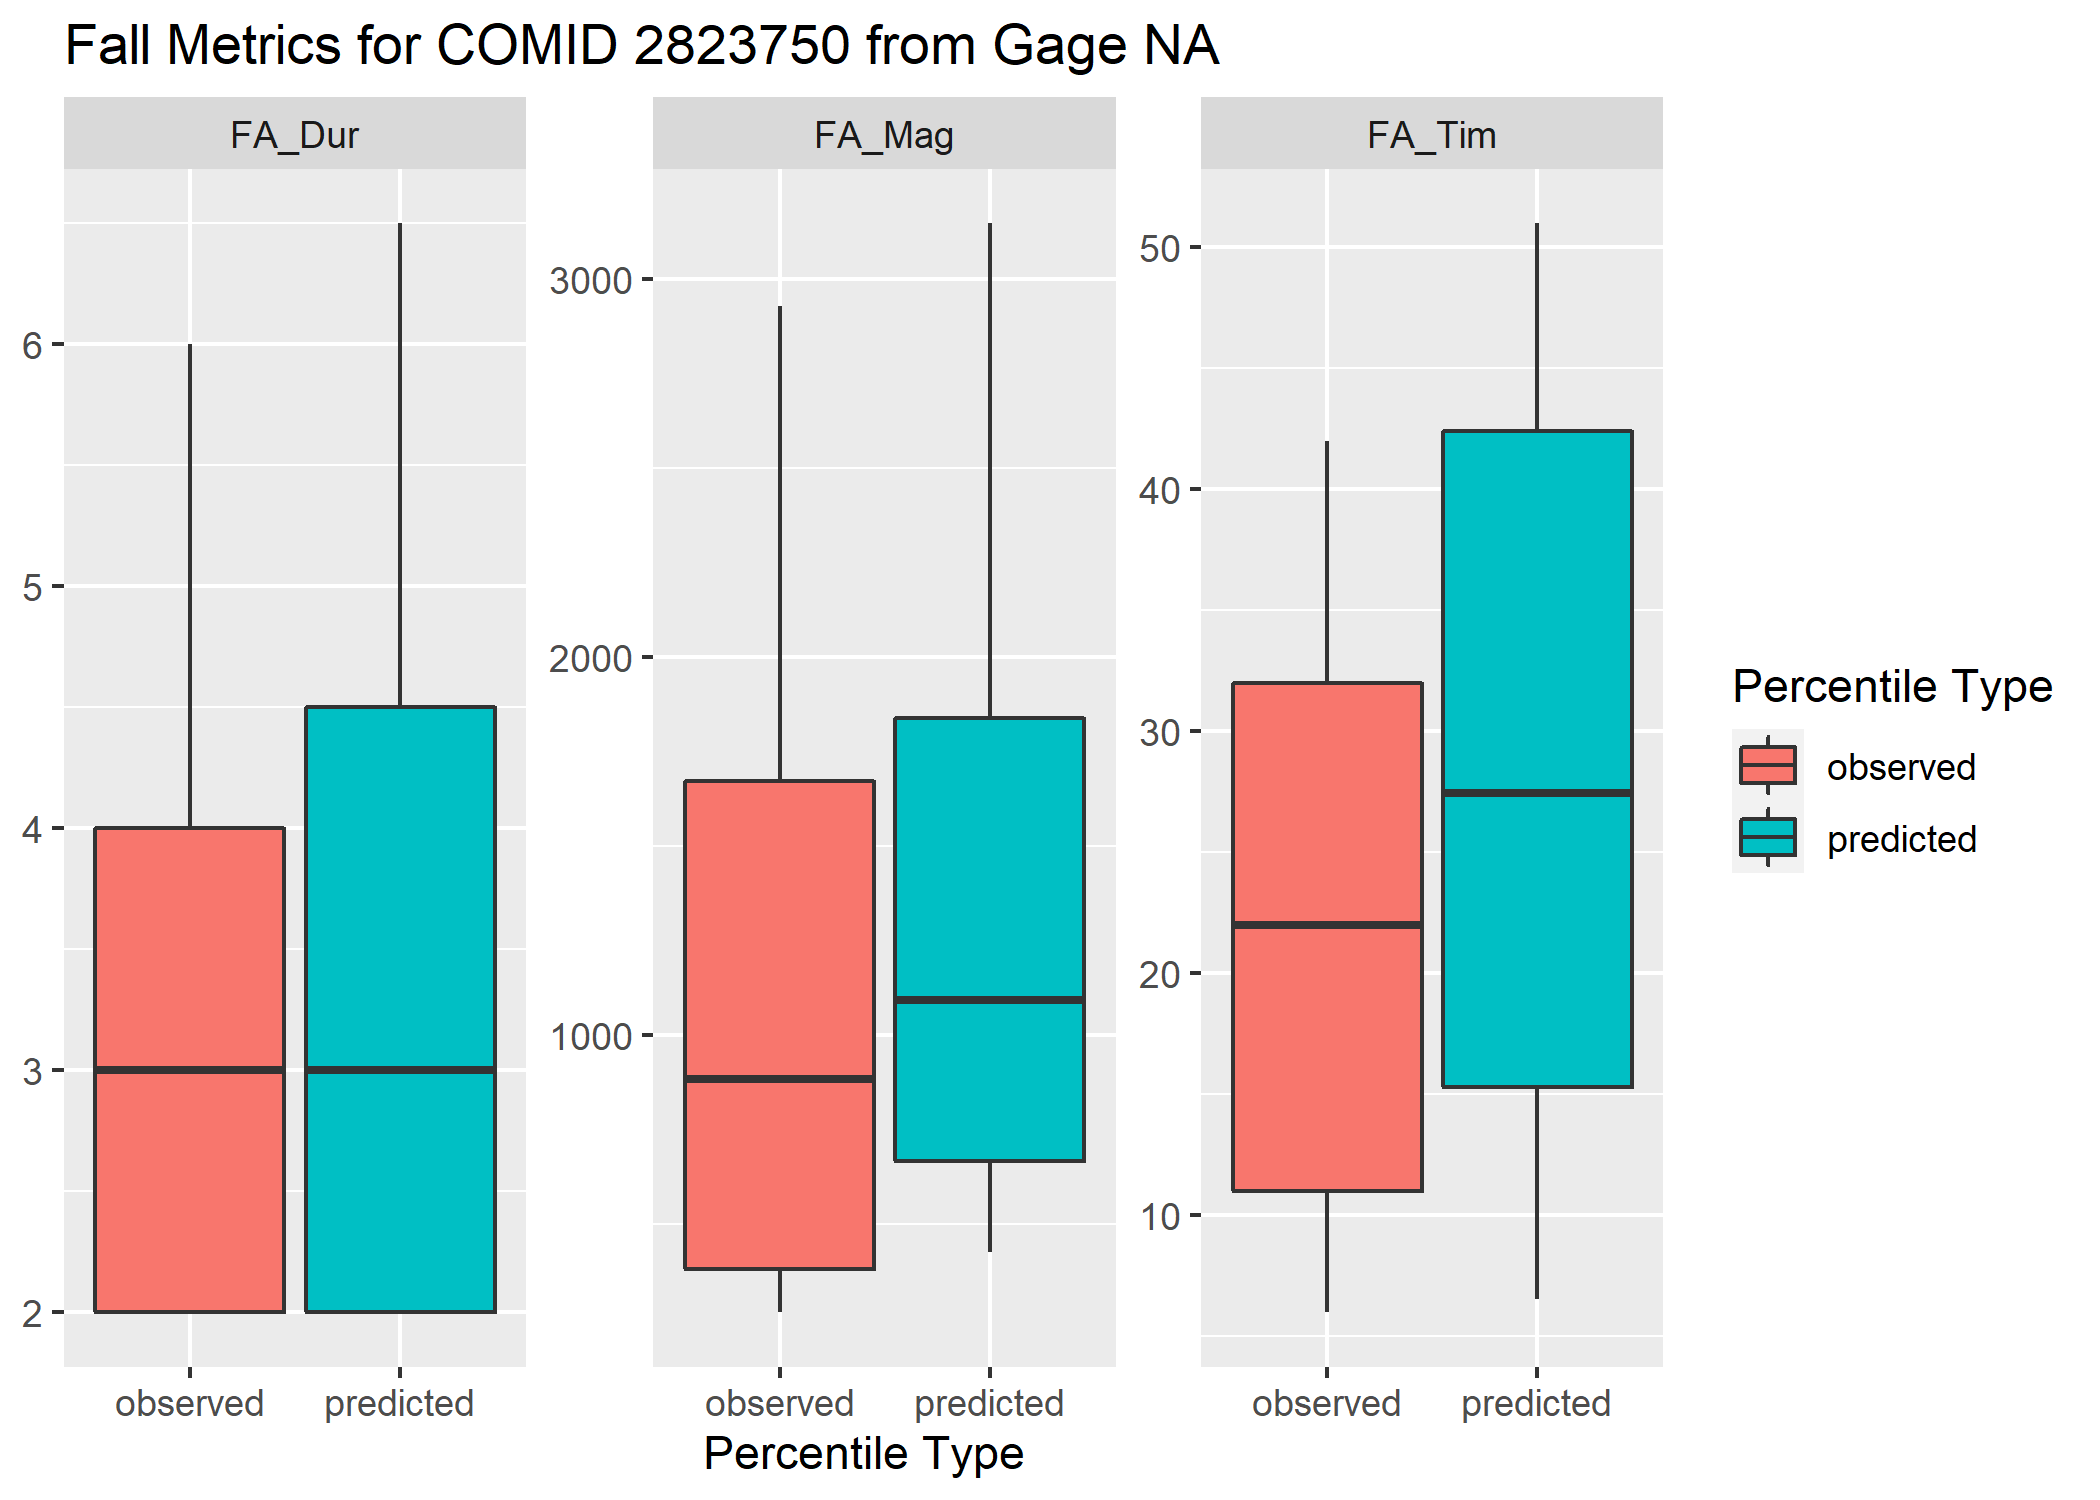 Fall Metrics for COMID 2823750 from Gage NA
FA_Dur
FA_Mag
FA_Tim
6
5
4
3
2
3000
2000
1000
50
40
30
20
10
observed
predicted
observed
predicted
observed
predicted
Percentile Type
Percentile Type
observed
predicted